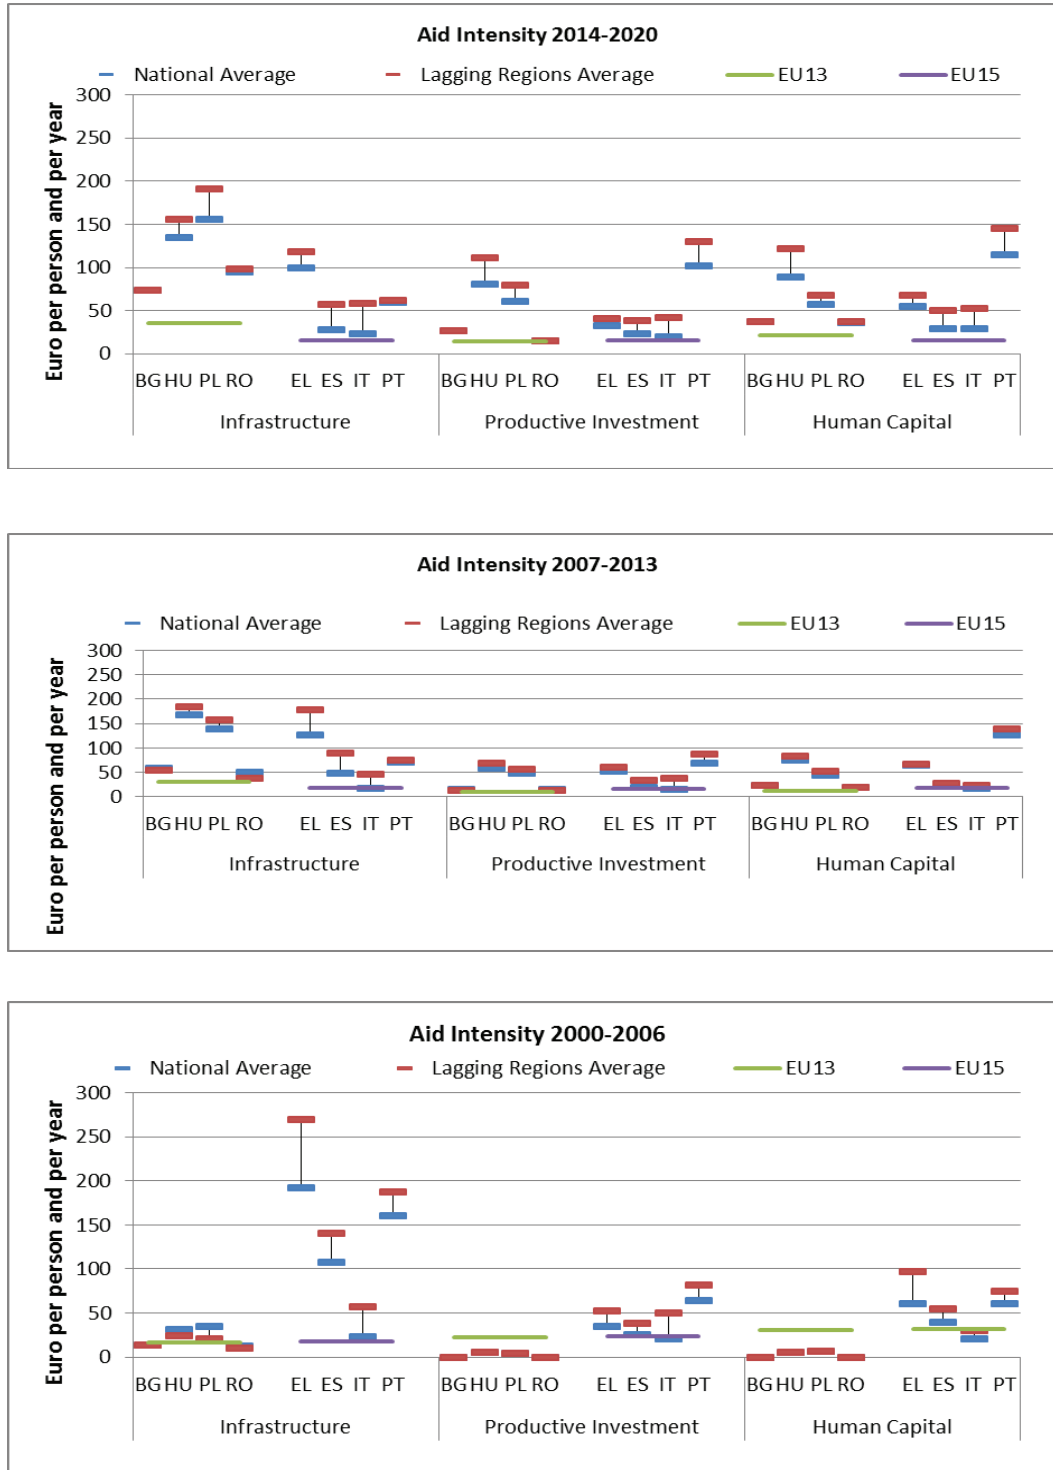 Aid Intensity 2014-2020
National Average Lagging Regions Average EU13 EU15
Euro per person and per year
300
250
200
150
100
50
0
BG HU PL RO EL ES IT PT BG HU PL RO EL ES IT PT BG HU PL RO EL ES IT PT
Infrastructure Productive Investment Human Capital
Aid Intensity 2007-2013
National Average Lagging Regions Average EU13 EU15
Euro per person and per year
300
250
200
150
100
50
0
BG HU PL RO EL ES IT PT BG HU PL RO EL ES IT PT BG HU PL RO EL ES IT PT
Infrastructure Productive Investment Human Capital
Aid Intensity 2000-2006
National Average Lagging Regions Average EU13 EU15
Euro per person and per year
300
250
200
150
100
50
0
BG HU PL RO EL ES IT PT BG HU PL RO EL ES IT PT BG HU PL RO EL ES IT PT
Infrastructure Productive Investment Human Capital